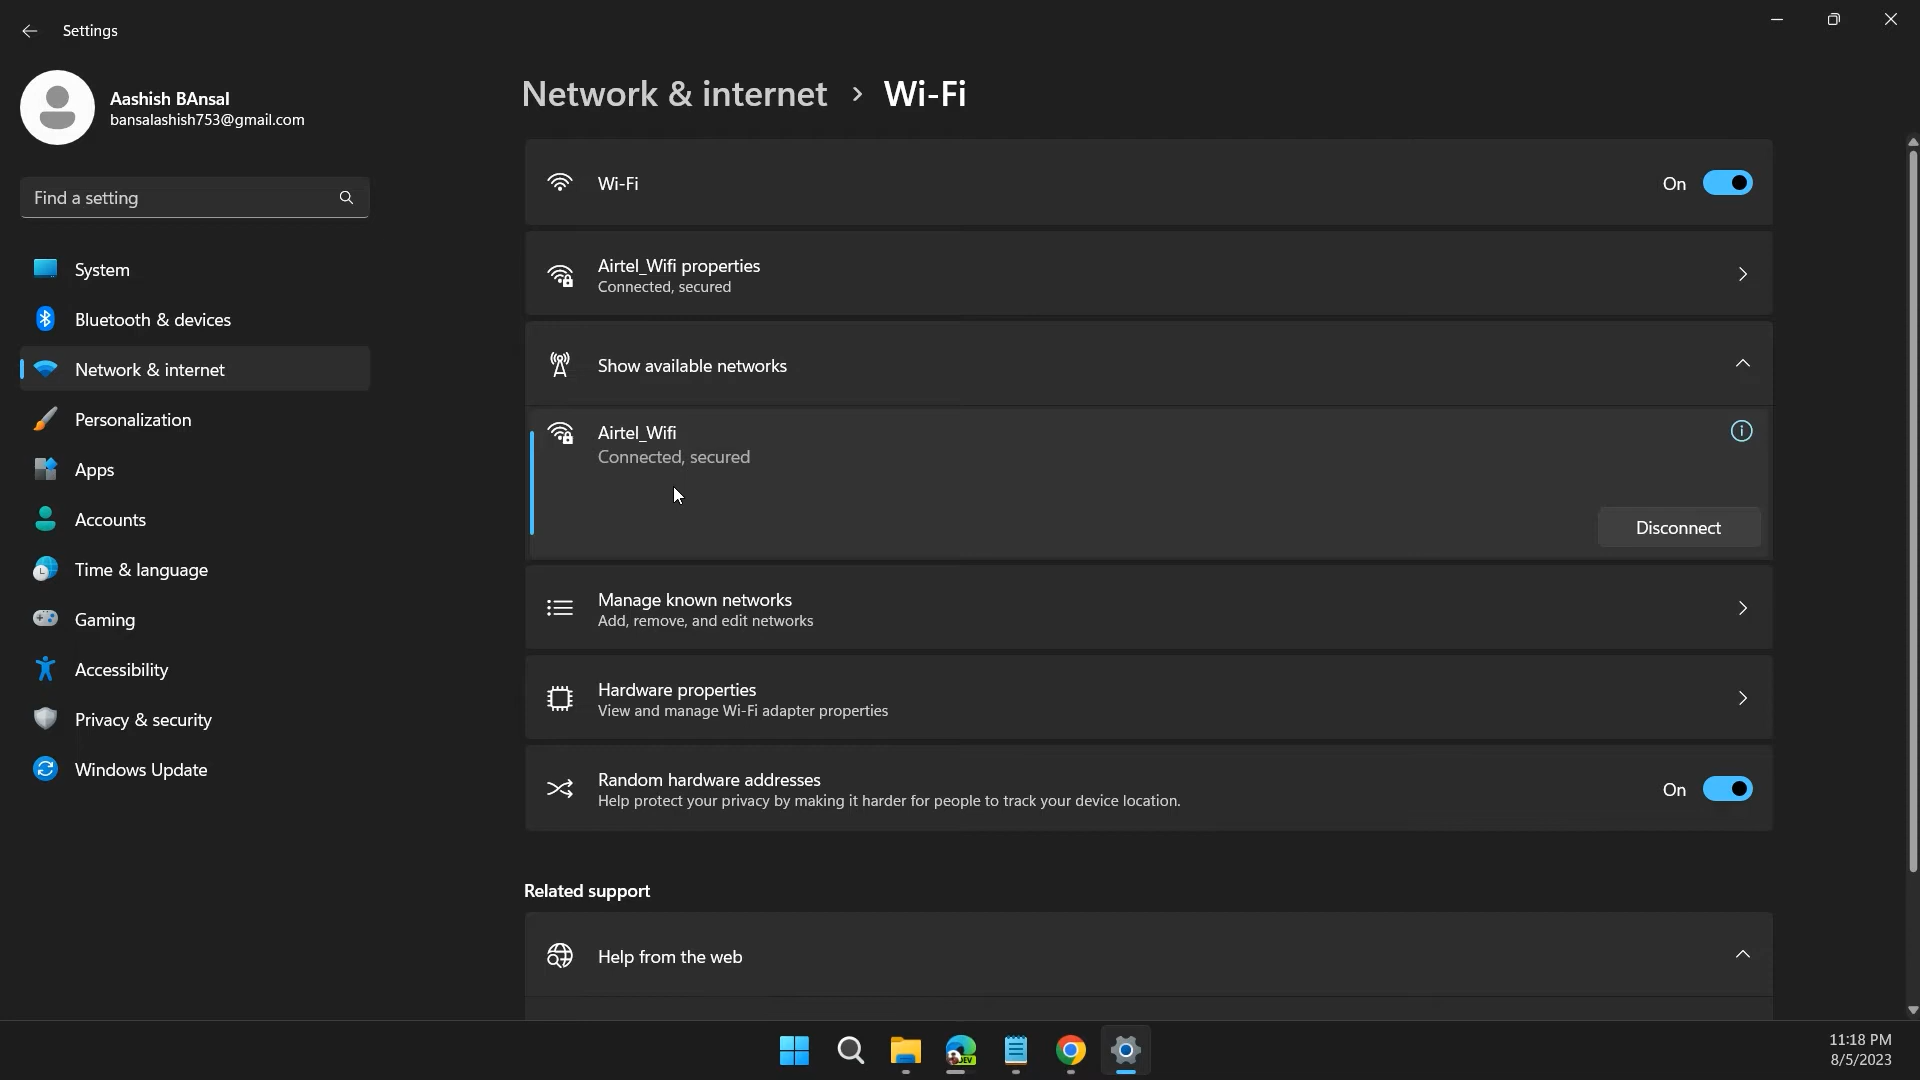 Settings
Aashish BAnsal
bansalashish753@gmail.com
Find a setting
System
Bluetooth & devices
Network & internet
Personalization
Apps
Accounts
Time & language
Gaming
Accessibility
Privacy & security
Windows Update
Network & internet > Wi-Fi
Wi-Fi
On
Airtel_Wifi properties
Connected, secured
Show available networks
Airtel_Wifi
Connected, secured
Disconnect
Manage known networks
Add, remove, and edit networks
Hardware properties
View and manage Wi-Fi adapter properties
Random hardware addresses
Help protect your privacy by making it harder for people to track your device location.
On
Related support
Help from the web
DEV
11:18 PM
8/5/2023